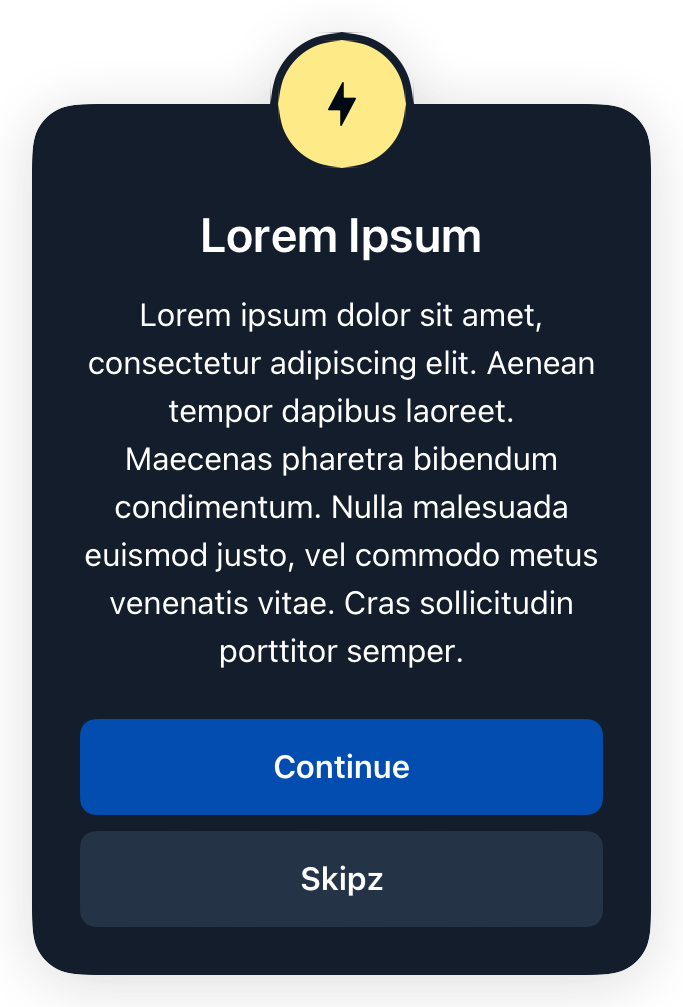 Lorem Ipsum
Lorem ipsum dolor sit amet,
consectetur adipiscing elit. Aenean
tempor dapibus laoreet.
Maecenas pharetra bibendum
condimentum. Nulla malesuada
euismod justo, vel commodo metus
venenatis vitae. Cras sollicitudin
porttitor semper.
Continue
Skipz